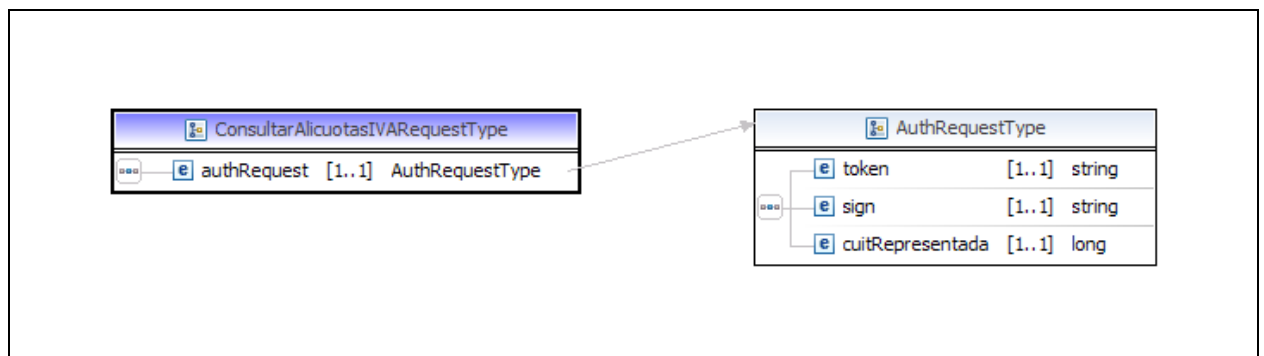 ConsultarAlicuotasIVARequestType
e authRequest [1..1] AuthRequestType
AuthRequestType
e token [1..1] string
e sign [1..1] string
e cuitRepresentada [1..1] long